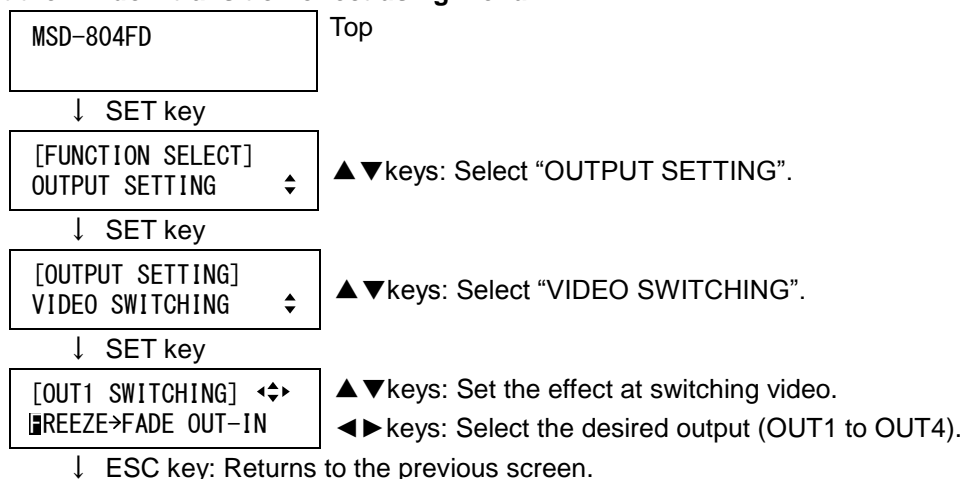 MSD-804FD
Top
↓ SET key
[FUNCTION SELECT]
OUTPUT SETTING
▲▼keys: Select “OUTPUT SETTING”.
↓ SET key
[OUTPUT SETTING]
VIDEO SWITCHING
▲▼keys: Select “VIDEO SWITCHING”.
↓ SET key
[OUT1 SWITCHING]
FREEZE→FADE OUT-IN
▲▼keys: Set the effect at switching video.
◄►keys: Select the desired output (OUT1 to OUT4).
↓ ESC key: Returns to the previous screen.